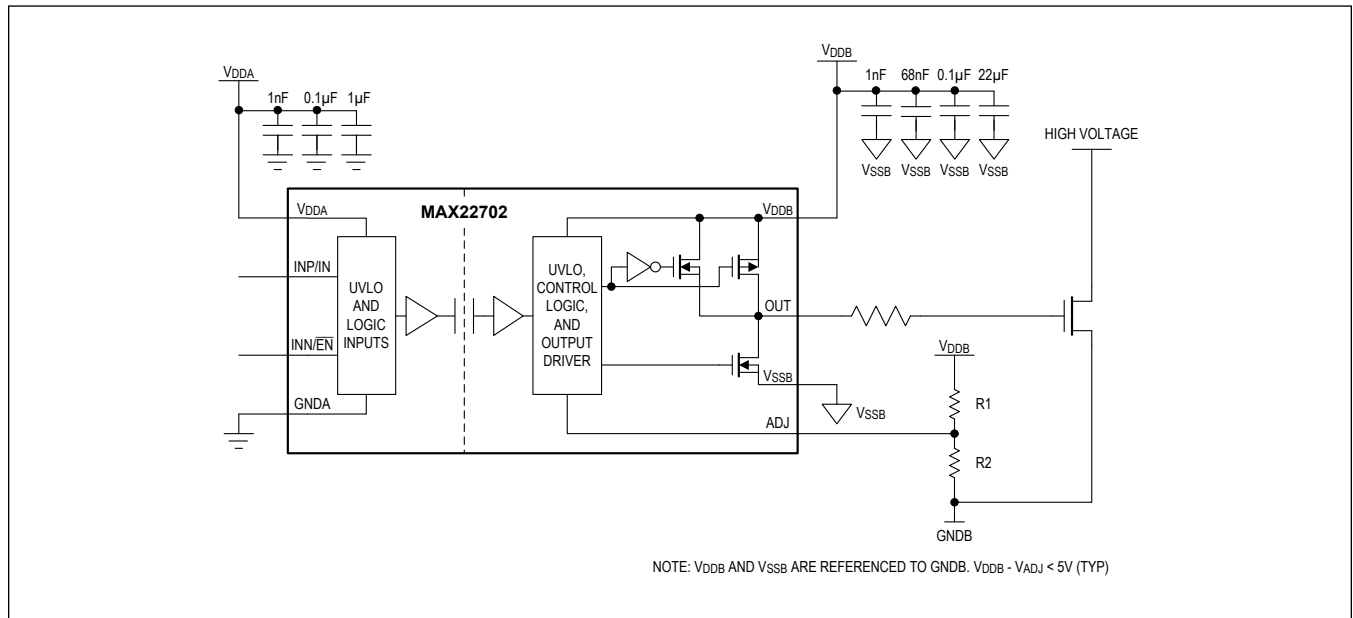 VDDA
1nF 0.1µF 1µF
VDDB
1nF 68nF 0.1µF 22µF
VSSB VSSB VSSB VSSB
HIGH VOLTAGE
MAX22702
VDDA
INP/IN
INN/E̅N̅
GNDA
UVLO
AND
LOGIC
INPUTS
UVLO,
CONTROL
LOGIC,
AND
OUTPUT
DRIVER
VDDB
OUT
VSSB
ADJ
VSSB
VDDB
R1
R2
GNDB
NOTE: VDDB AND VSSB ARE REFERENCED TO GNDB. VDDB - VADJ < 5V (TYP)